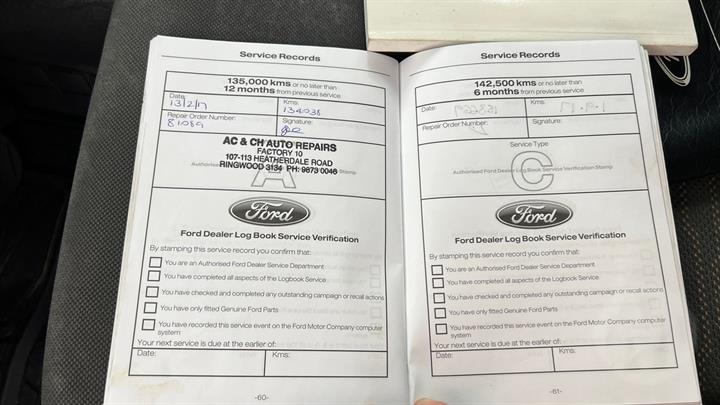 Service Records
135,000 kms or no later than
12 months from previous service
Date: 13/2/17
Kms: 134038
Repair Order Number: 81089
Signature:
AC & CH AUTO REPAIRS
FACTORY 10
107-113 HEATHERDALE ROAD
RINGWOOD 3134 PH: 9873 0046
Authorised Stamp
A
Ford
Ford Dealer Log Book Service Verification
By stamping this service record you confirm that:
You are an Authorised Ford Dealer Service Department
You have completed all aspects of the Logbook Service
You have checked and completed any outstanding campaign or recall actions
You have only fitted Genuine Ford Parts
You have recorded this service event on the Ford Motor Company computer
system
Your next service is due at the earlier of:
Date:
Kms:
-60-
Service Records
142,500 kms or no later than
6 months from previous service
Date:
Kms:
Repair Order Number:
Signature:
Service Type
C
Authorised Ford Dealer Log Book Service Verification Stamp
Ford
Ford Dealer Log Book Service Verification
By stamping this service record you confirm that:
You are an Authorised Ford Dealer Service Department
You have completed all aspects of the Logbook Service
You have checked and completed any outstanding campaign or recall actions
You have only fitted Genuine Ford Parts
You have recorded this service event on the Ford Motor Company computer
system
Your next service is due at the earlier of:
Date:
Kms:
-61-